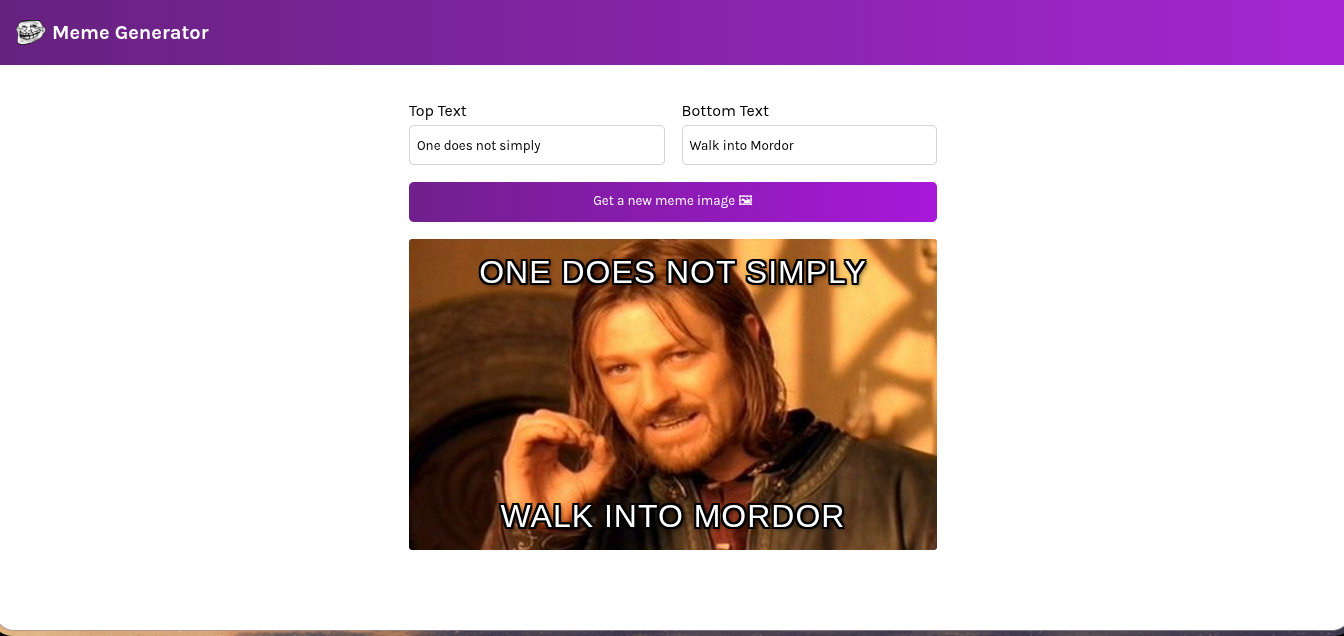 Meme Generator
Top Text
Bottom Text
One does not simply
Walk into Mordor
Get a new meme image 🖼
ONE DOES NOT SIMPLY
WALK INTO MORDOR